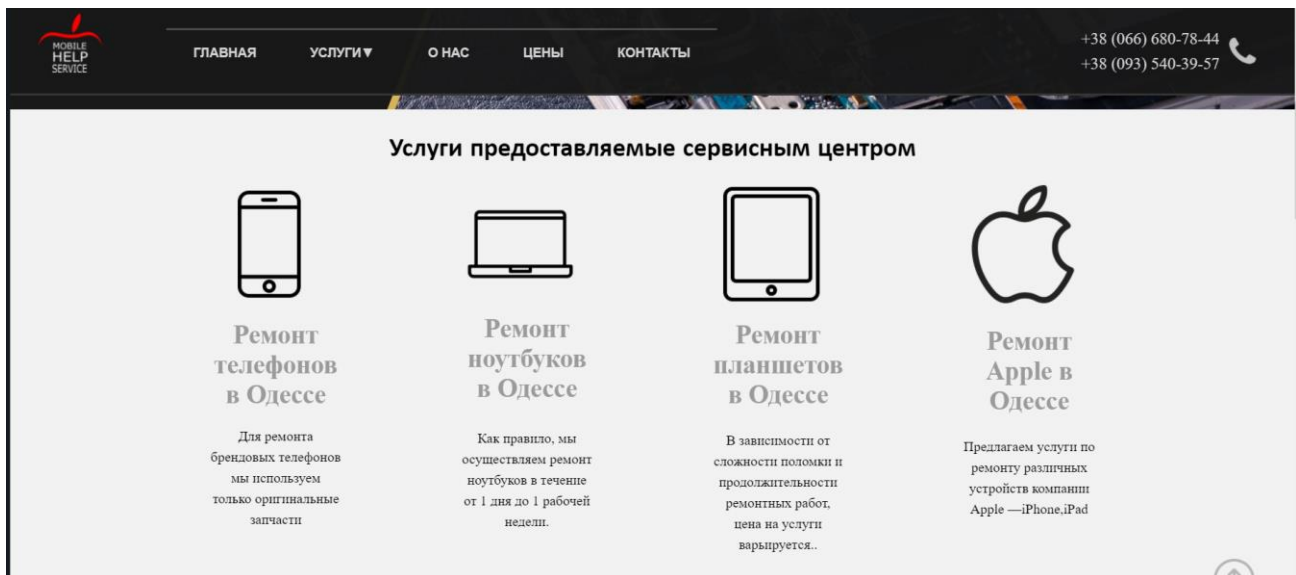 MOBILE
HELP
SERVICE
ГЛАВНАЯ УСЛУГИ▼ О НАС ЦЕНЫ КОНТАКТЫ
+38 (066) 680-78-44
+38 (093) 540-39-57
Услуги предоставляемые сервисным центром
Ремонт
телефонов
в Одессе
Для ремонта
брендовых телефонов
мы используем
только оригинальные
запчасти
Ремонт
ноутбуков
в Одессе
Как правило, мы
осуществляем ремонт
ноутбуков в течение
от 1 дня до 1 рабочей
недели.
Ремонт
планшетов
в Одессе
В зависимости от
сложности поломки и
продолжительности
ремонтных работ,
цена на услуги
варьируется..
Ремонт
Apple в
Одессе
Предлагаем услуги по
ремонту различных
устройств компании
Apple —iPhone,iPad